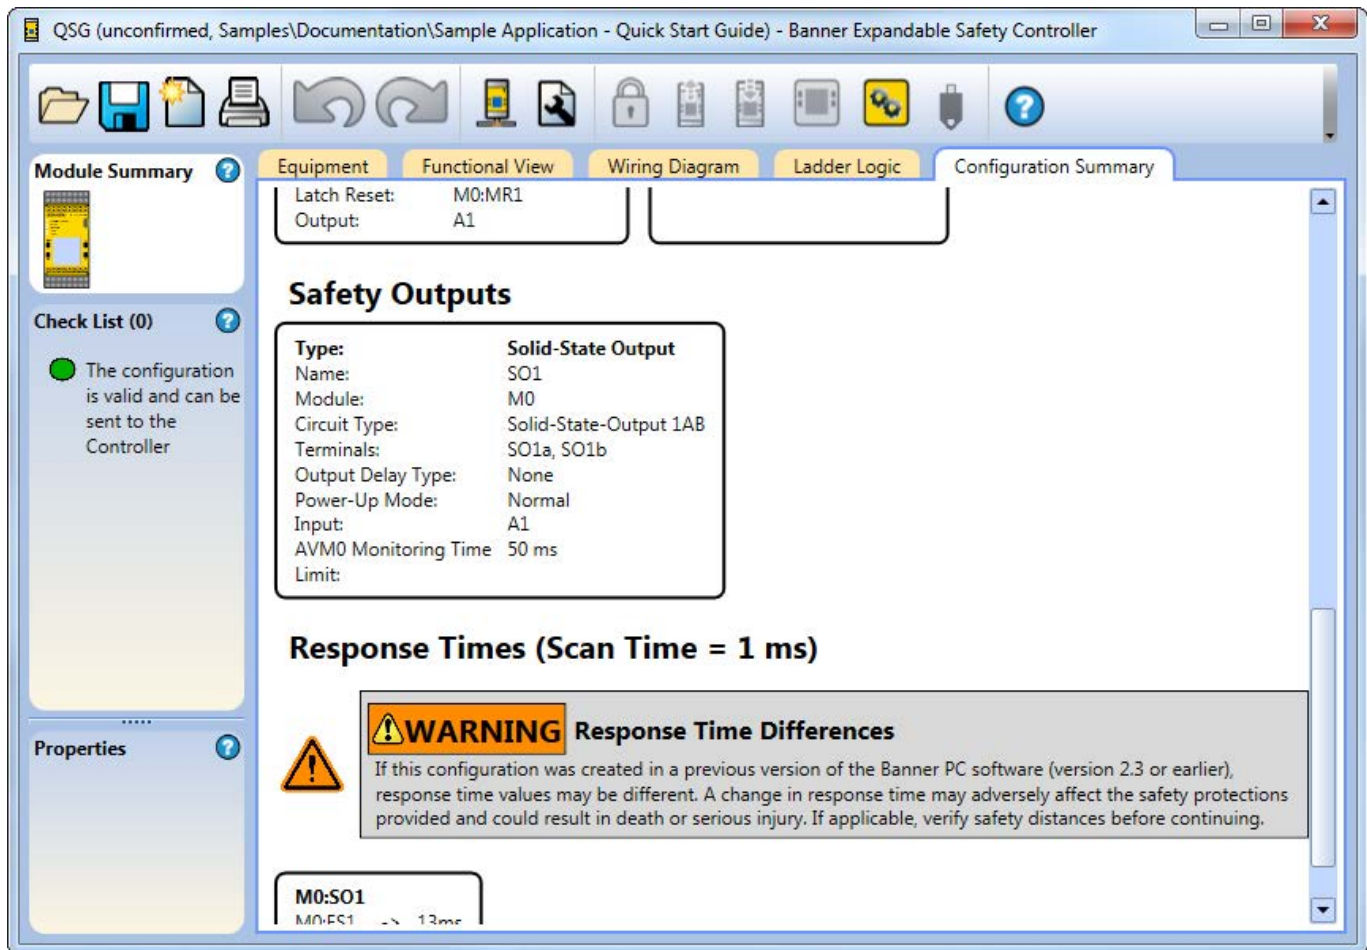 QSG (unconfirmed, Samples\Documentation\Sample Application - Quick Start Guide) - Banner Expandable Safety Controller
Module Summary
Check List (0)
The configuration
is valid and can be
sent to the
Controller
Properties
Equipment Functional View Wiring Diagram Ladder Logic Configuration Summary
Latch Reset: M0:MR1
Output: A1
Safety Outputs
Type: Solid-State Output
Name: SO1
Module: M0
Circuit Type: Solid-State-Output 1AB
Terminals: SO1a, SO1b
Output Delay Type: None
Power-Up Mode: Normal
Input: A1
AVM0 Monitoring Time 50 ms
Limit:
Response Times (Scan Time = 1 ms)
WARNING Response Time Differences
If this configuration was created in a previous version of the Banner PC software (version 2.3 or earlier),
response time values may be different. A change in response time may adversely affect the safety protections
provided and could result in death or serious injury. If applicable, verify safety distances before continuing.
M0:SO1
M0:ES1 -> 13ms